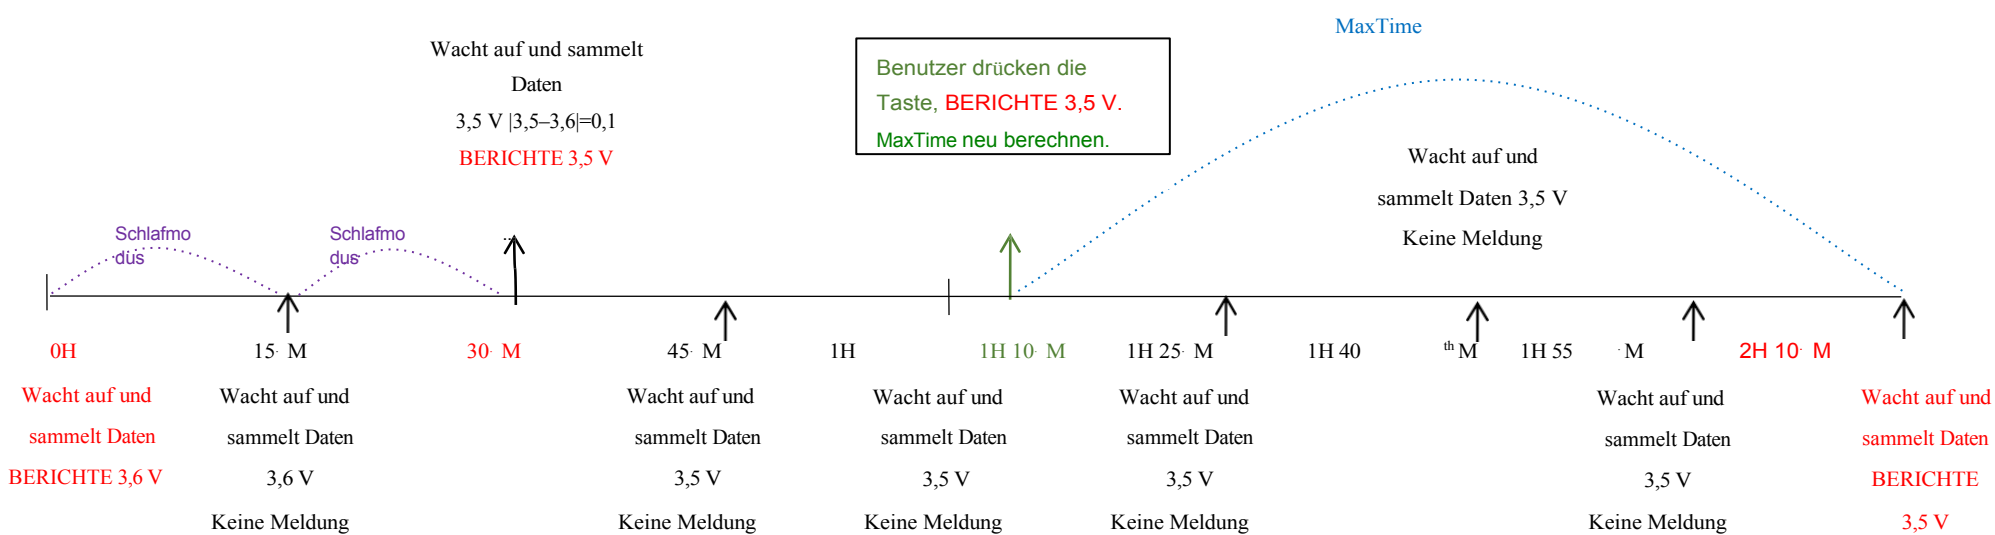 MaxTime
Wacht auf und sammelt
Daten
3,5 V |3,5–3,6|=0,1
BERICHTE 3,5 V
Benutzer drücken die
Taste, BERICHTE 3,5 V.
MaxTime neu berechnen.
Wacht auf und
sammelt Daten 3,5 V
Keine Meldung
Schlafmo
dus
Schlafmo
dus
0H
15 M
30 M
45 M
1H
1H 10 M
1H 25 M
1H 40 th M
1H 55 M
2H 10 M
Wacht auf und
sammelt Daten
BERICHTE 3,6 V
Wacht auf und
sammelt Daten
3,6 V
Keine Meldung
Wacht auf und
sammelt Daten
3,5 V
Keine Meldung
Wacht auf und
sammelt Daten
3,5 V
Keine Meldung
Wacht auf und
sammelt Daten
3,5 V
Keine Meldung
Wacht auf und
sammelt Daten
3,5 V
Keine Meldung
Wacht auf und
sammelt Daten
BERICHTE
3,5 V